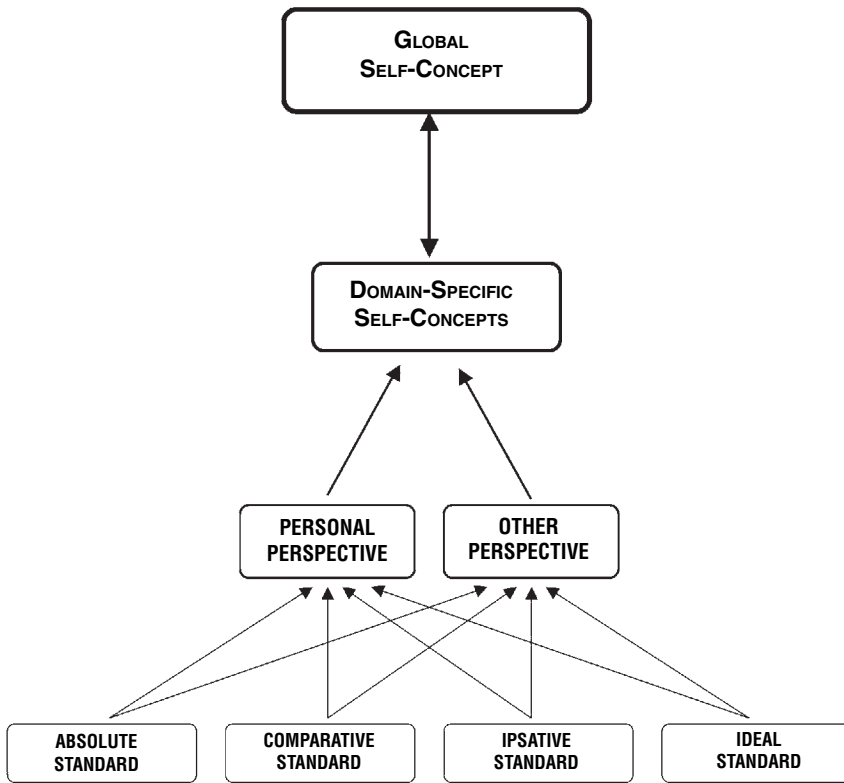 GLOBAL
SELF-CONCEPT
DOMAIN-SPECIFIC
SELF-CONCEPTS
PERSONAL
PERSPECTIVE
OTHER
PERSPECTIVE
ABSOLUTE
STANDARD
COMPARATIVE
STANDARD
IPSATIVE
STANDARD
IDEAL
STANDARD